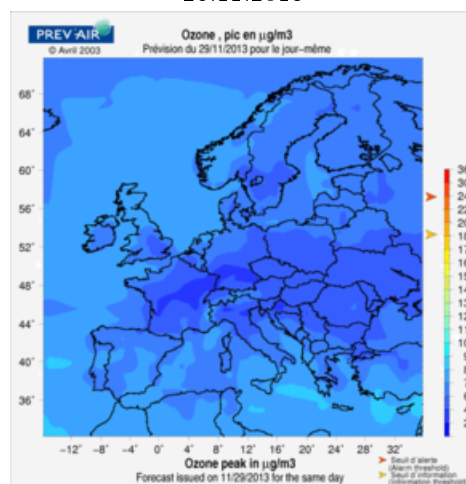 PREV'AIR
© Avril 2003
Ozone , pic en µg/m3
Prévision du 29/11/2013 pour le jour-même
68°
64°
60°
56°
52°
48°
44°
40°
36°
-12° -8° -4° 0° 4° 8° 12° 16° 20° 24° 28° 32°
Ozone peak in µg/m3
Forecast issued on 11/29/2013 for the same day
Seuil d'alerte
(Alarm threshold)
Seuil d'information
(Information threshold)